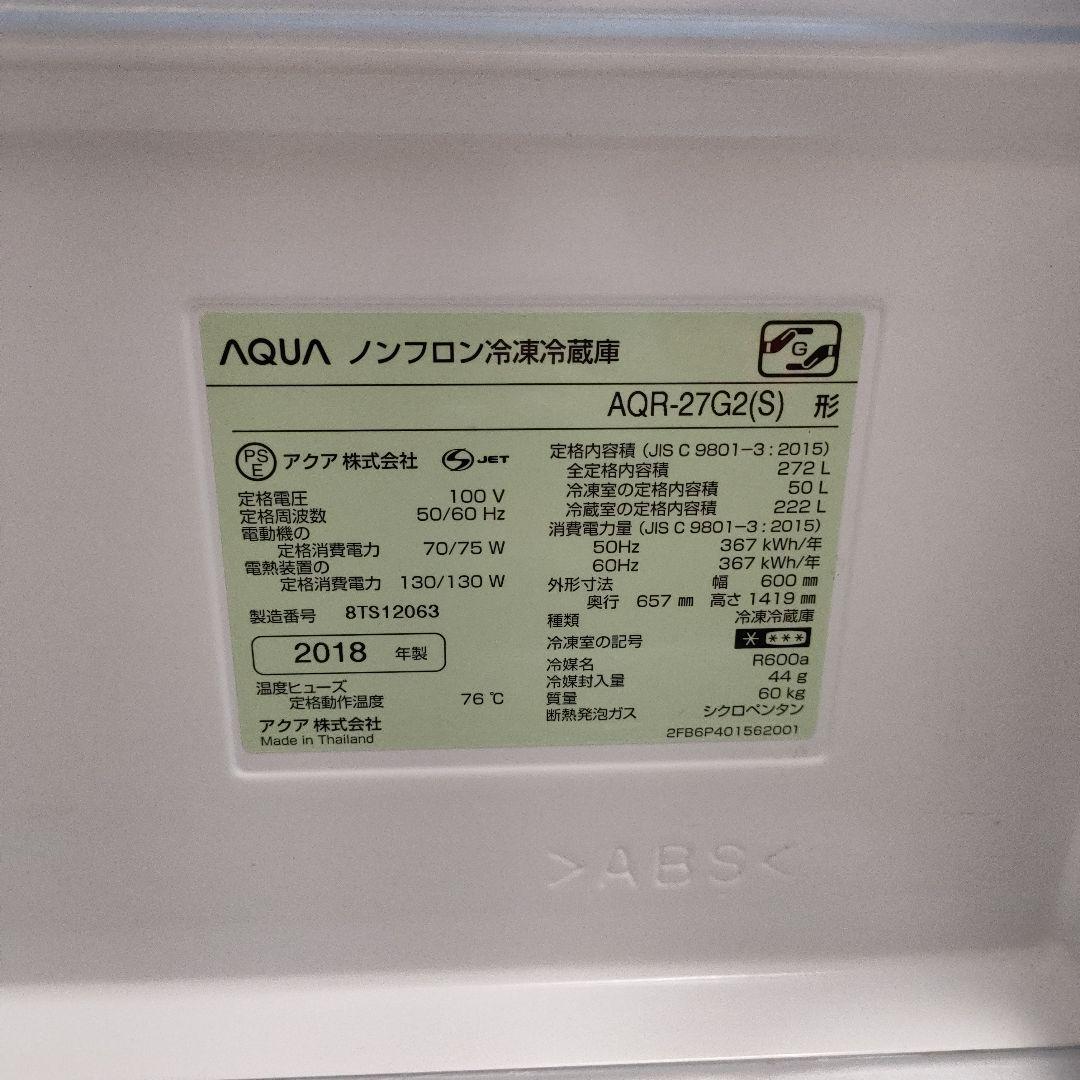 AQUA ノンフロン冷凍冷蔵庫
G
AQR-27G2(S) 形
PS
E
アクア 株式会社
S JET
定格電圧 100 V
定格周波数 50/60 Hz
電動機の
定格消費電力 70/75 W
電熱装置の
定格消費電力 130/130 W
製造番号 8TS12063
2018 年製
温度ヒューズ
定格動作温度 76 ℃
アクア 株式会社
Made in Thailand
定格内容積 (JIS C 9801-3 : 2015)
全定格内容積 272 L
冷凍室の定格内容積 50 L
冷蔵室の定格内容積 222 L
消費電力量 (JIS C 9801-3 : 2015)
50Hz 367 kWh/年
60Hz 367 kWh/年
外形寸法 幅 600 ㎜
奥行 657 ㎜ 高さ 1419 ㎜
種類 冷凍冷蔵庫
冷凍室の記号
冷媒名 R600a
冷媒封入量 44 g
質量 60 kg
断熱発泡ガス シクロペンタン
2FB6P401562001
>ABS<